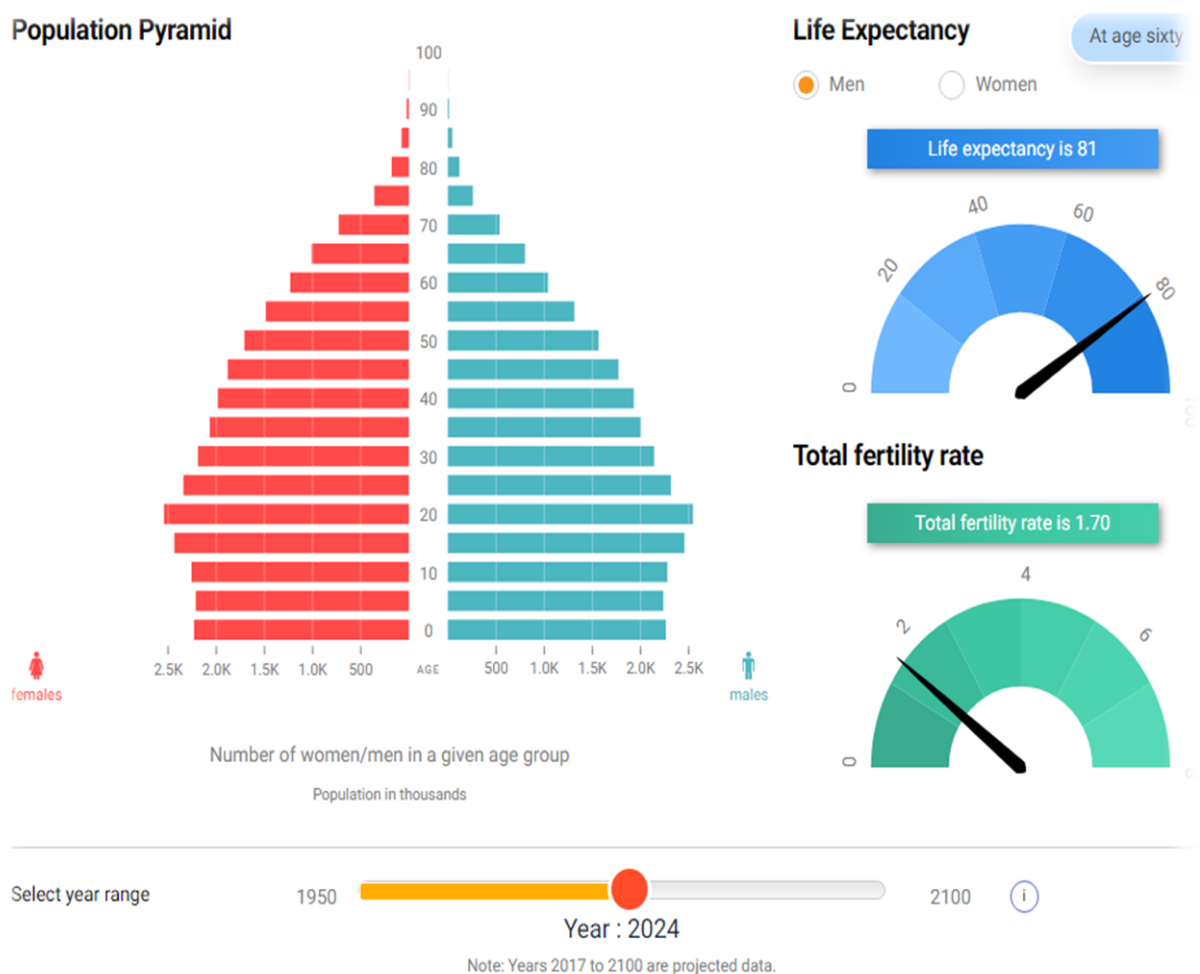 Population Pyramid
100
90
80
70
60
50
40
30
20
10
0
2.5K 2.0K 1.5K 1.0K 500 AGE 500 1.0K 1.5K 2.0K 2.5K
females
males
Number of women/men in a given age group
Population in thousands
Life Expectancy
At age sixty
Men Women
Life expectancy is 81
0 20 40 60 80 100
Total fertility rate
Total fertility rate is 1.70
0 2 4 6
Select year range 1950 2100 i
Year : 2024
Note: Years 2017 to 2100 are projected data.